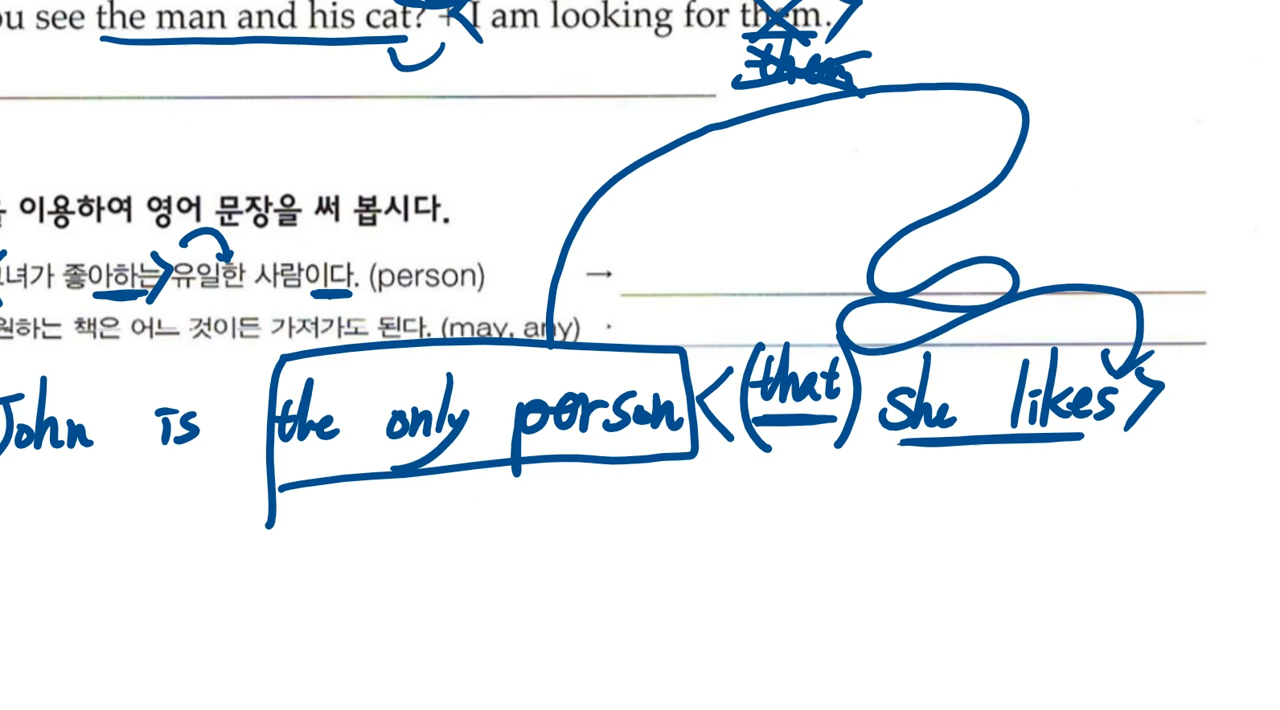 ou see the man and his cat? + I am looking for them.
them
이용하여 영어 문장을 써 봅시다.
녀가 좋아하는 유일한 사람이다. (person) →
원하는 책은 어느 것이든 가져가도 된다. (may, any)
John is the only person <(that) she likes>